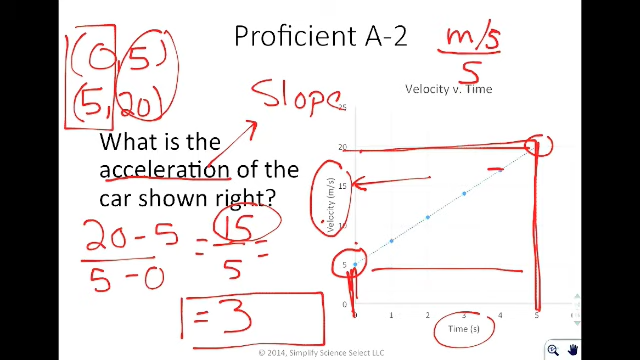 Proficient A-2
(0, 5)
(5, 20)
m/s
s
Slope
Velocity v. Time
What is the
acceleration of the
car shown right?
20 - 5
5 - 0
= 15
5
=
= 3
Velocity (m/s)
25
20
15
10
5
0
0
1
2
3
4
5
Time (s)
© 2014, Simplify Science Select LLC